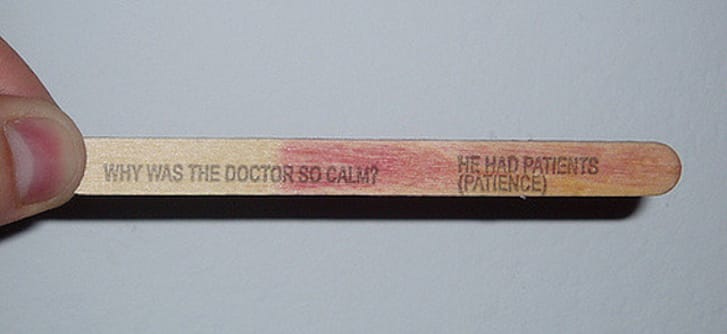 WHY WAS THE DOCTOR SO CALM?
HE HAD PATIENTS
(PATIENCE)